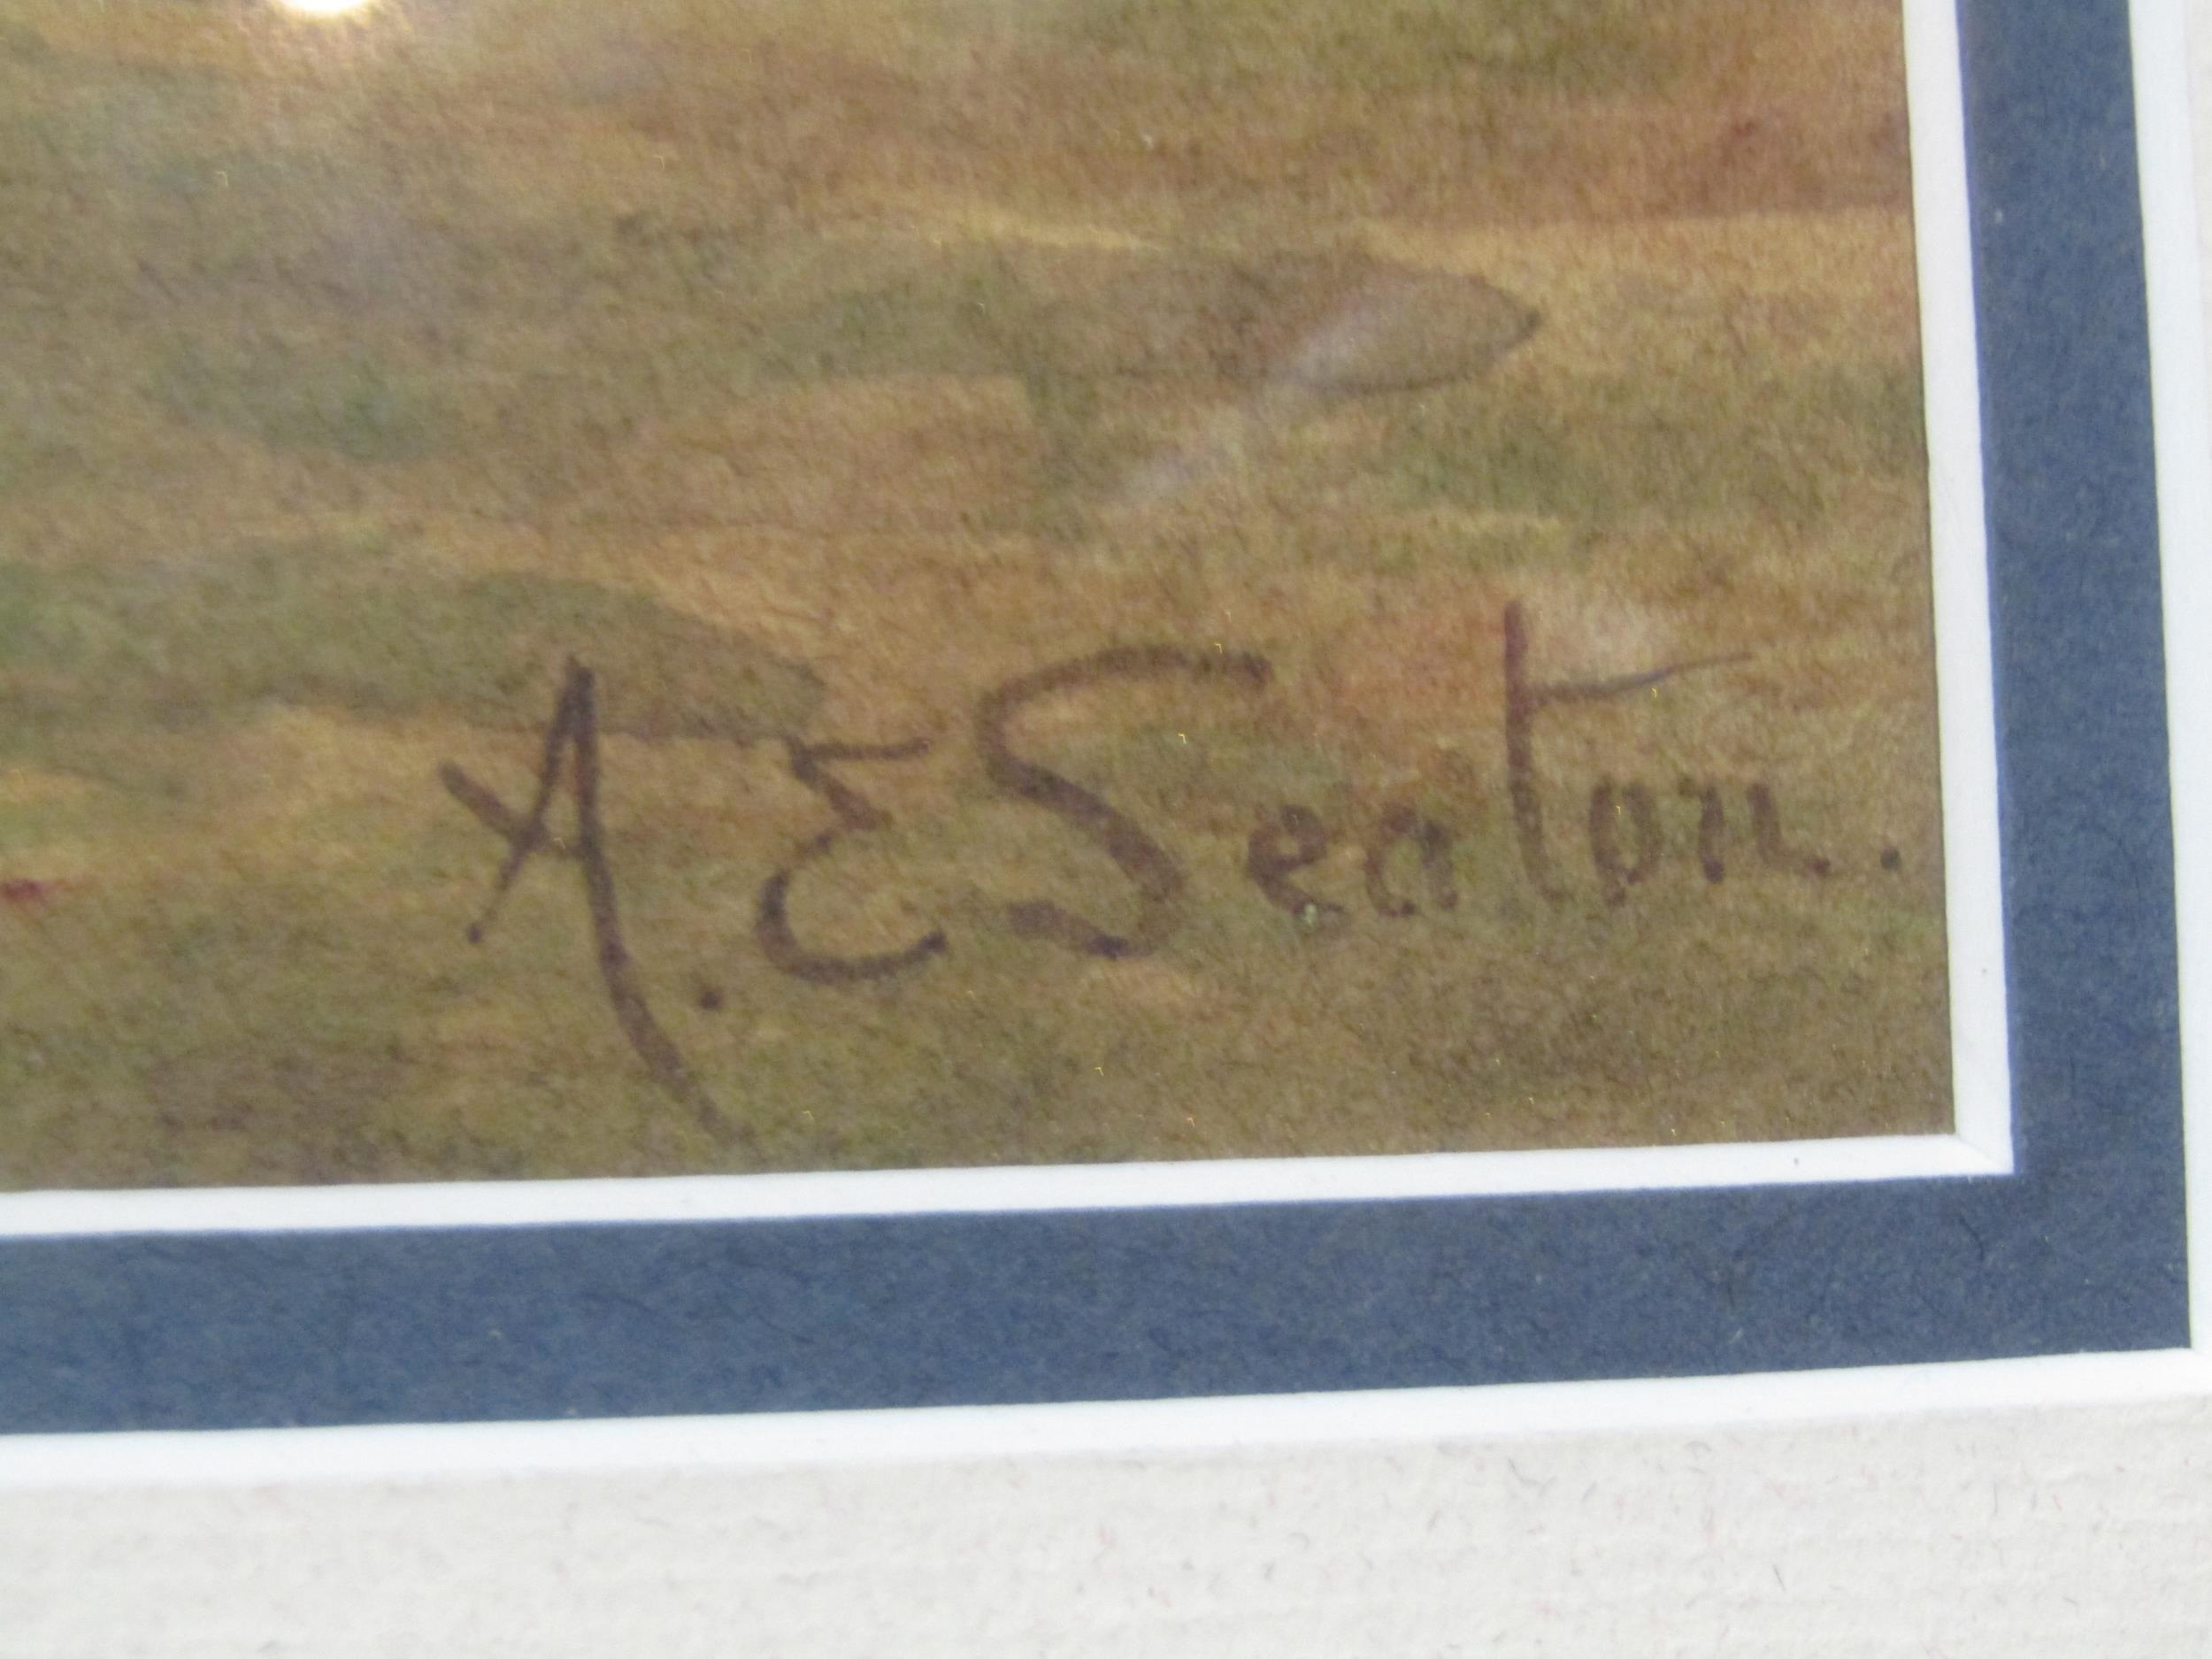 A. E Seaton.